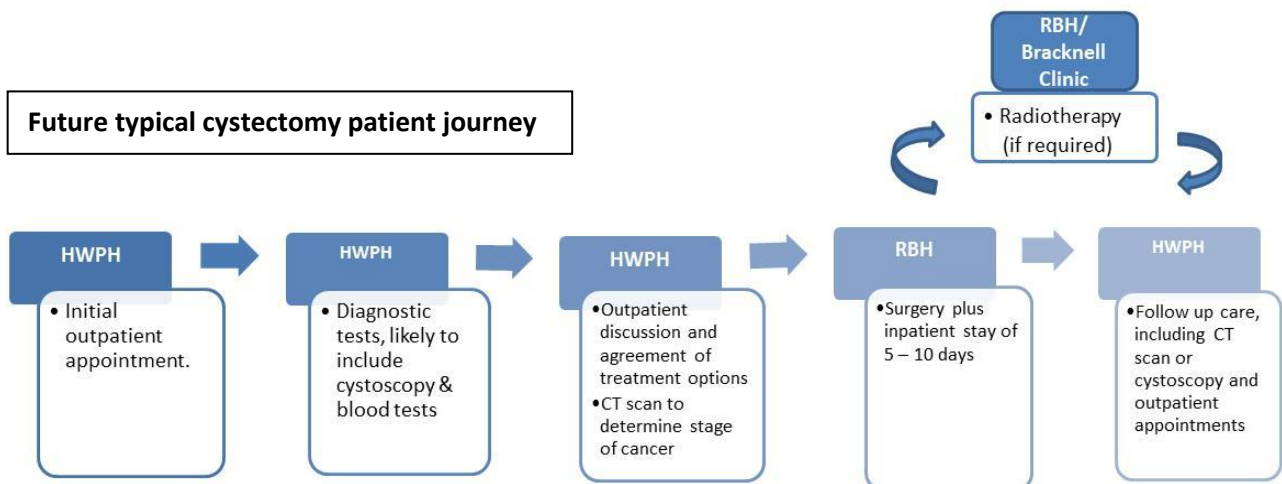 RBH/
Bracknell
Clinic
• Radiotherapy
(if required)
Future typical cystectomy patient journey
HWPH
• Initial
outpatient
appointment.
HWPH
• Diagnostic
tests, likely to
include
cystoscopy &
blood tests
HWPH
•Outpatient
discussion and
agreement of
treatment options
•CT scan to
determine stage
of cancer
RBH
•Surgery plus
inpatient stay of
5 – 10 days
HWPH
•Follow up care,
including CT
scan or
cystoscopy and
outpatient
appointments